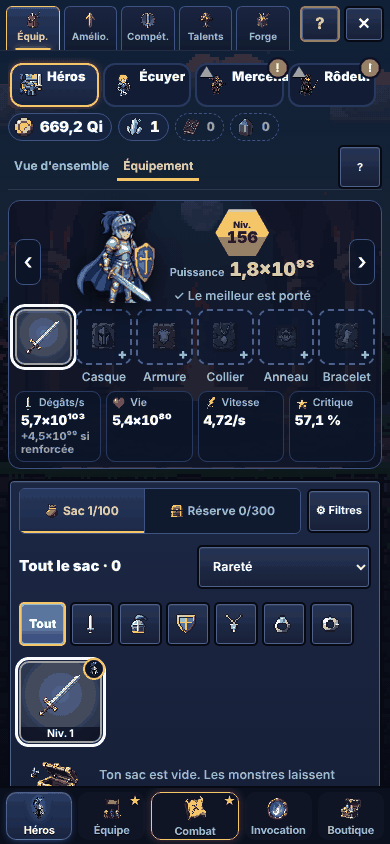 Équip.
Amélio.
Compét.
Talents
Forge
?
×
Héros
Écuyer
Mercena
!
Rôdeur
!
669,2 Qi
1
0
0
Vue d'ensemble
Équipement
?
Niv.
156
Puissance 1,8×10⁹³
✓ Le meilleur est porté
‹
›
+
+
+
+
+
Casque
Armure
Collier
Anneau
Bracelet
Dégâts/s
5,7×10¹⁰³
+4,5×10⁹⁹ si
renforcée
Vie
5,4×10⁸⁰
Vitesse
4,72/s
Critique
57,1 %
Sac 1/100
Réserve 0/300
Filtres
Tout le sac · 0
Rareté
Tout
Niv. 1
Ton sac est vide. Les monstres laissent
Héros
Équipe
Combat
Invocation
Boutique